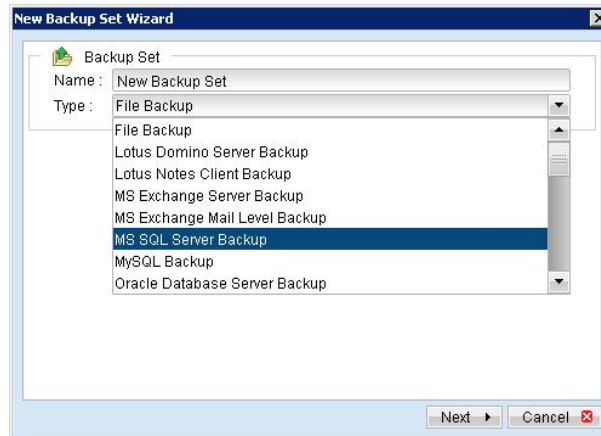 New Backup Set Wizard
Backup Set
Name : New Backup Set
Type : File Backup
File Backup
Lotus Domino Server Backup
Lotus Notes Client Backup
MS Exchange Server Backup
MS Exchange Mail Level Backup
MS SQL Server Backup
MySQL Backup
Oracle Database Server Backup
Next Cancel